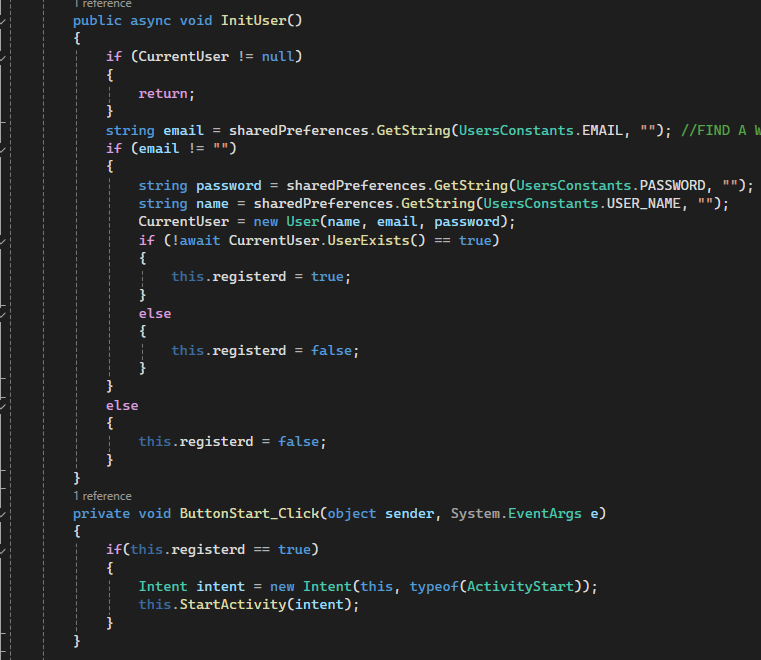 1 reference
public async void InitUser()
{
if (CurrentUser != null)
{
return;
}
string email = sharedPreferences.GetString(UsersConstants.EMAIL, ""); //FIND A
if (email != "")
{
string password = sharedPreferences.GetString(UsersConstants.PASSWORD, "");
string name = sharedPreferences.GetString(UsersConstants.USER_NAME, "");
CurrentUser = new User(name, email, password);
if (!await CurrentUser.UserExists() == true)
{
this.registerd = true;
}
else
{
this.registerd = false;
}
}
else
{
this.registerd = false;
}
}
1 reference
private void ButtonStart_Click(object sender, System.EventArgs e)
{
if(this.registerd == true)
{
Intent intent = new Intent(this, typeof(ActivityStart));
this.StartActivity(intent);
}
}